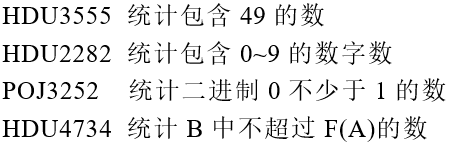 HDU3555 统计包含 49 的数
HDU2282 统计包含 0~9 的数字数
POJ3252 统计二进制 0 不少于 1 的数
HDU4734 统计 B 中不超过 F(A)的数